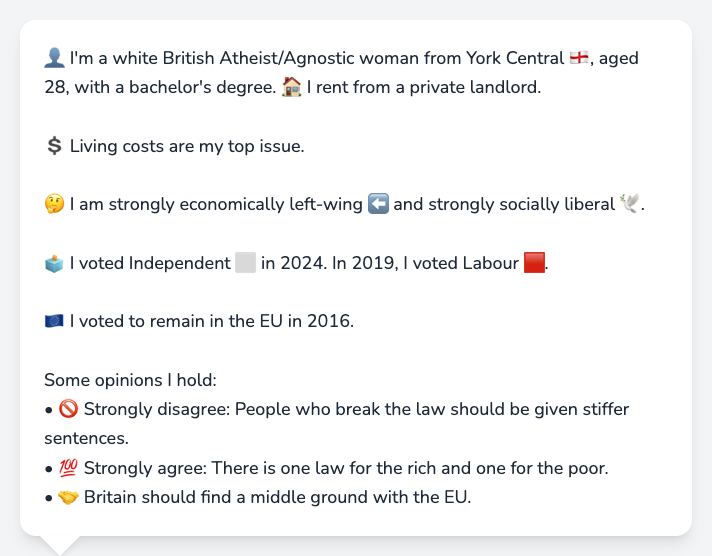 👤 I'm a white British Atheist/Agnostic woman from York Central 🏴󠁧󠁢󠁥󠁮󠁧󠁿, aged
28, with a bachelor's degree. 🏠 I rent from a private landlord.
💲 Living costs are my top issue.
🤔 I am strongly economically left-wing ⬅️ and strongly socially liberal 🕊️.
🗳️ I voted Independent ⬜ in 2024. In 2019, I voted Labour 🟥.
🇪🇺 I voted to remain in the EU in 2016.
Some opinions I hold:
• 🚫 Strongly disagree: People who break the law should be given stiffer
sentences.
• 💯 Strongly agree: There is one law for the rich and one for the poor.
• 🤝 Britain should find a middle ground with the EU.